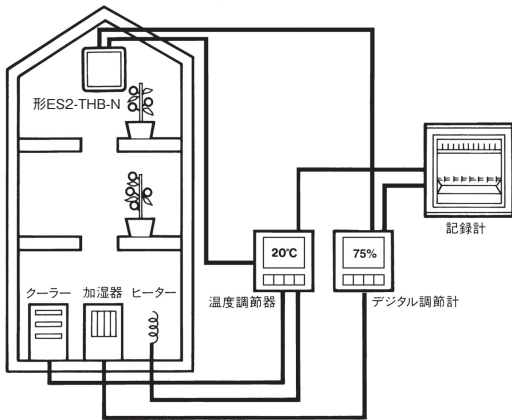 形ES2-THB-N
記録計
20℃
75%
温度調節器
デジタル調節計
クーラー
加湿器
ヒーター